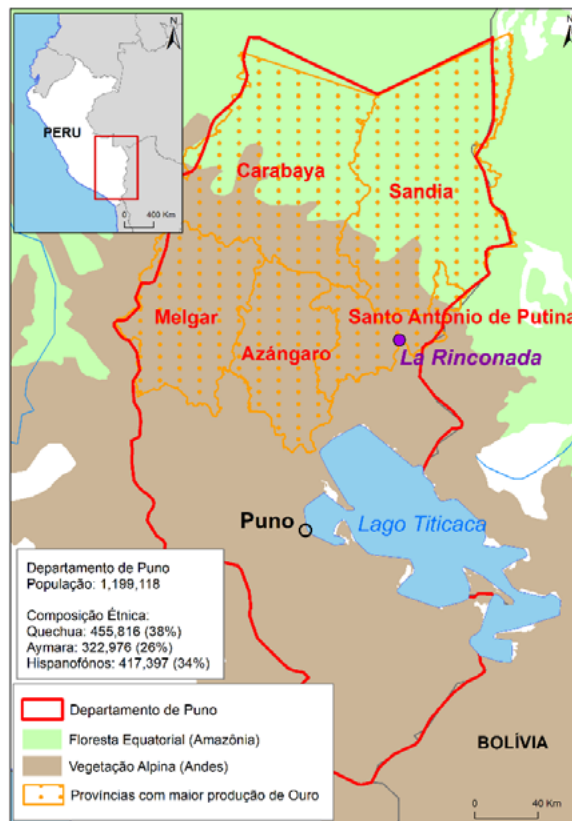 N
PERU
0 400 Km
N
Carabaya
Sandia
Melgar
Azángaro
Santo Antonio de Putina
La Rinconada
Puno
Lago Titicaca
Departamento de Puno
População: 1,199,118
Composição Étnica:
Quechua: 455,816 (38%)
Aymara: 322,976 (26%)
Hispanofónos: 417,397 (34%)
Departamento de Puno
Floresta Equatorial (Amazônia)
Vegetação Alpina (Andes)
Províncias com maior produção de Ouro
BOLÍVIA
0 40 Km